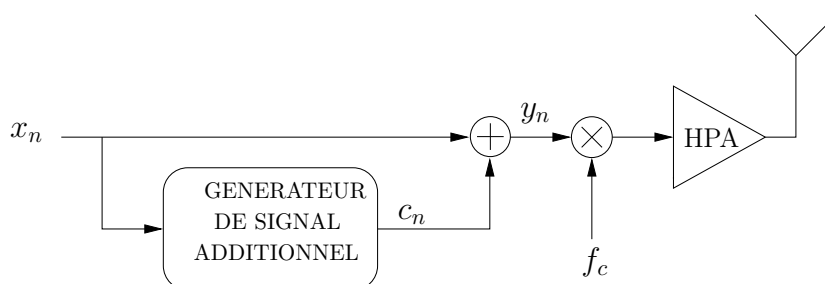 x_n
y_n
HPA
GENERATEUR
DE SIGNAL
ADDITIONNEL
c_n
f_c